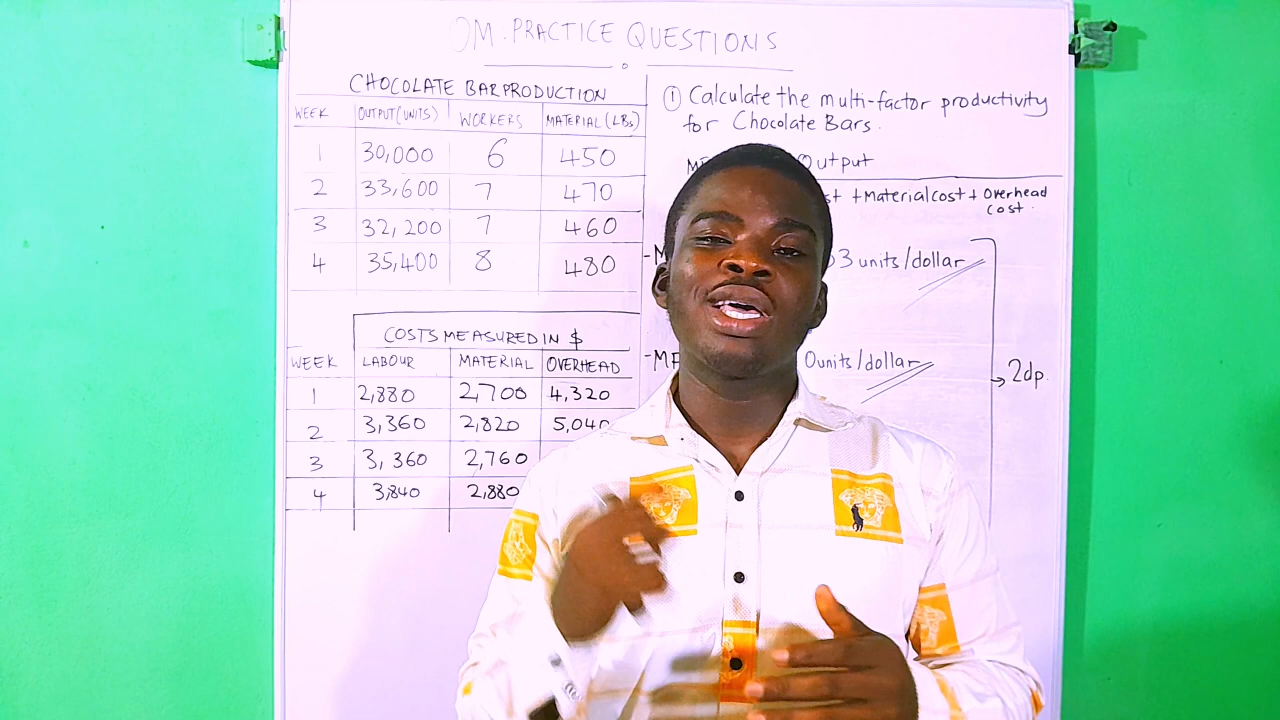 OM. PRACTICE QUESTIONS
CHOCOLATE BAR PRODUCTION
WEEK OUTPUT (UNITS) WORKERS MATERIAL (LBs)
1 30,000 6 450
2 33,600 7 470
3 32,200 7 460
4 35,400 8 480
COSTS MEASURED IN $
WEEK LABOUR MATERIAL OVERHEAD
1 2,880 2,700 4,320
2 3,360 2,820 5,040
3 3,360 2,760
4 3,840 2,880
① Calculate the multi-factor productivity
for Chocolate Bars.
Output
+ Material cost + Overhead
cost.
3 units/dollar
units/dollar
2dp.